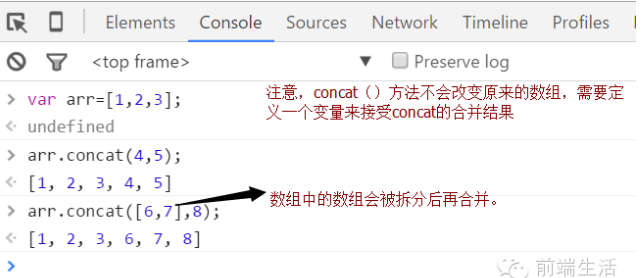 Elements Console Sources Network Timeline Profiles
<top frame> ▼ Preserve log
注意，concat（）方法不会改变原来的数组，需要定
义一个变量来接受concat的合并结果
> var arr=[1,2,3];
<· undefined
> arr.concat(4,5);
<· [1, 2, 3, 4, 5]
数组中的数组会被拆分后再合并。
> arr.concat([6,7],8);
<· [1, 2, 3, 6, 7, 8]
>
前端生活